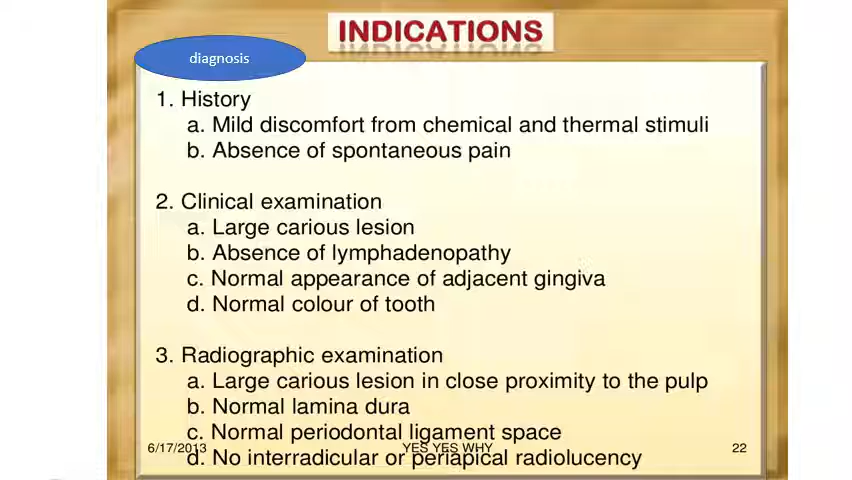 INDICATIONS
diagnosis
1. History
a. Mild discomfort from chemical and thermal stimuli
b. Absence of spontaneous pain
2. Clinical examination
a. Large carious lesion
b. Absence of lymphadenopathy
c. Normal appearance of adjacent gingiva
d. Normal colour of tooth
3. Radiographic examination
a. Large carious lesion in close proximity to the pulp
b. Normal lamina dura
c. Normal periodontal ligament space
6/17/2013 YES YES WHY 22
d. No interradicular or periapical radiolucency